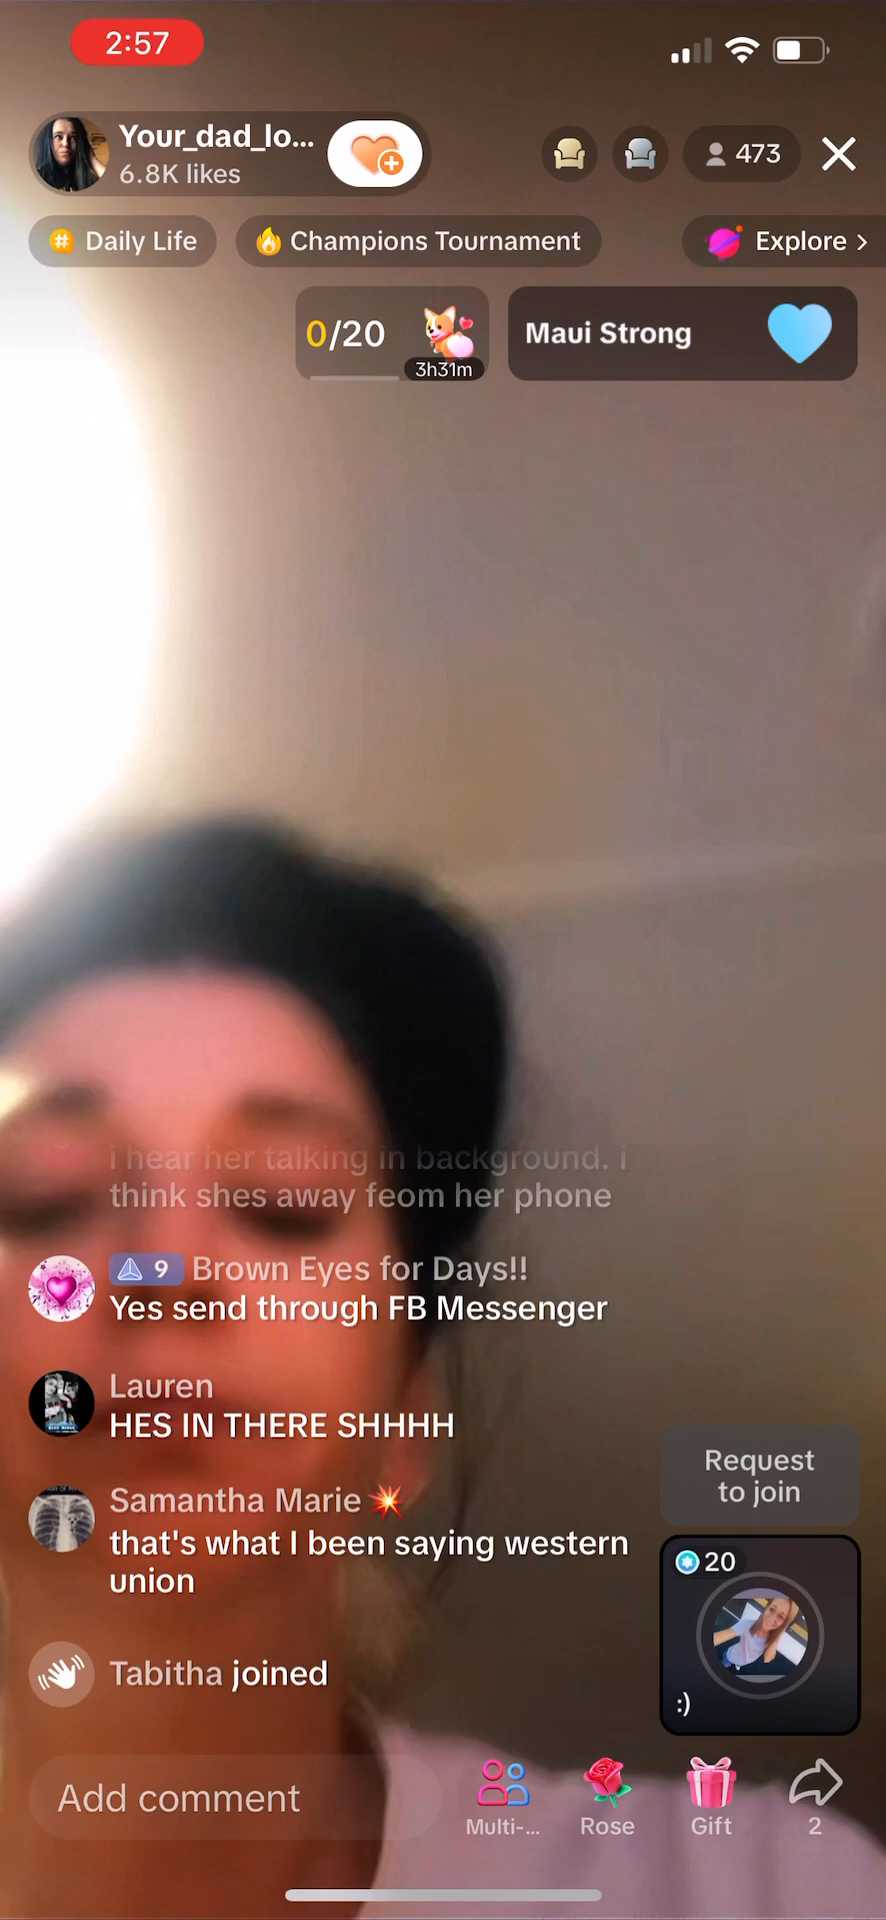 2:57
Your_dad_lo...
6.8K likes
473
Daily Life
Champions Tournament
Explore >
0/20
3h31m
Maui Strong
i hear her talking in background. i
think shes away feom her phone
9 Brown Eyes for Days!!
Yes send through FB Messenger
Lauren
HES IN THERE SHHHH
Samantha Marie💥
that's what I been saying western
union
Tabitha joined
Request
to join
20
:)
Add comment
Multi-...
Rose
Gift
2